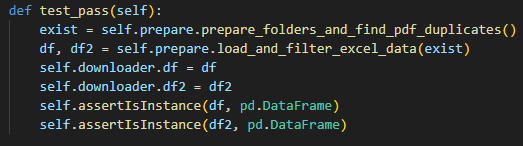 def test_pass(self):
    exist = self.prepare.prepare_folders_and_find_pdf_duplicates()
    df, df2 = self.prepare.load_and_filter_excel_data(exist)
    self.downloader.df = df
    self.downloader.df2 = df2
    self.assertIsInstance(df, pd.DataFrame)
    self.assertIsInstance(df2, pd.DataFrame)